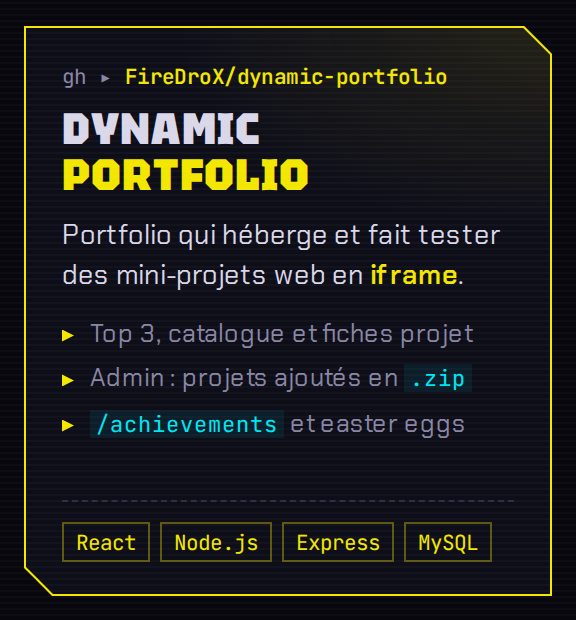 gh ▸ FireDroX/dynamic-portfolio
DYNAMIC
PORTFOLIO
Portfolio qui héberge et fait tester
des mini-projets web en iframe.
▸ Top 3, catalogue et fiches projet
▸ Admin : projets ajoutés en .zip
▸ /achievements et easter eggs
React Node.js Express MySQL